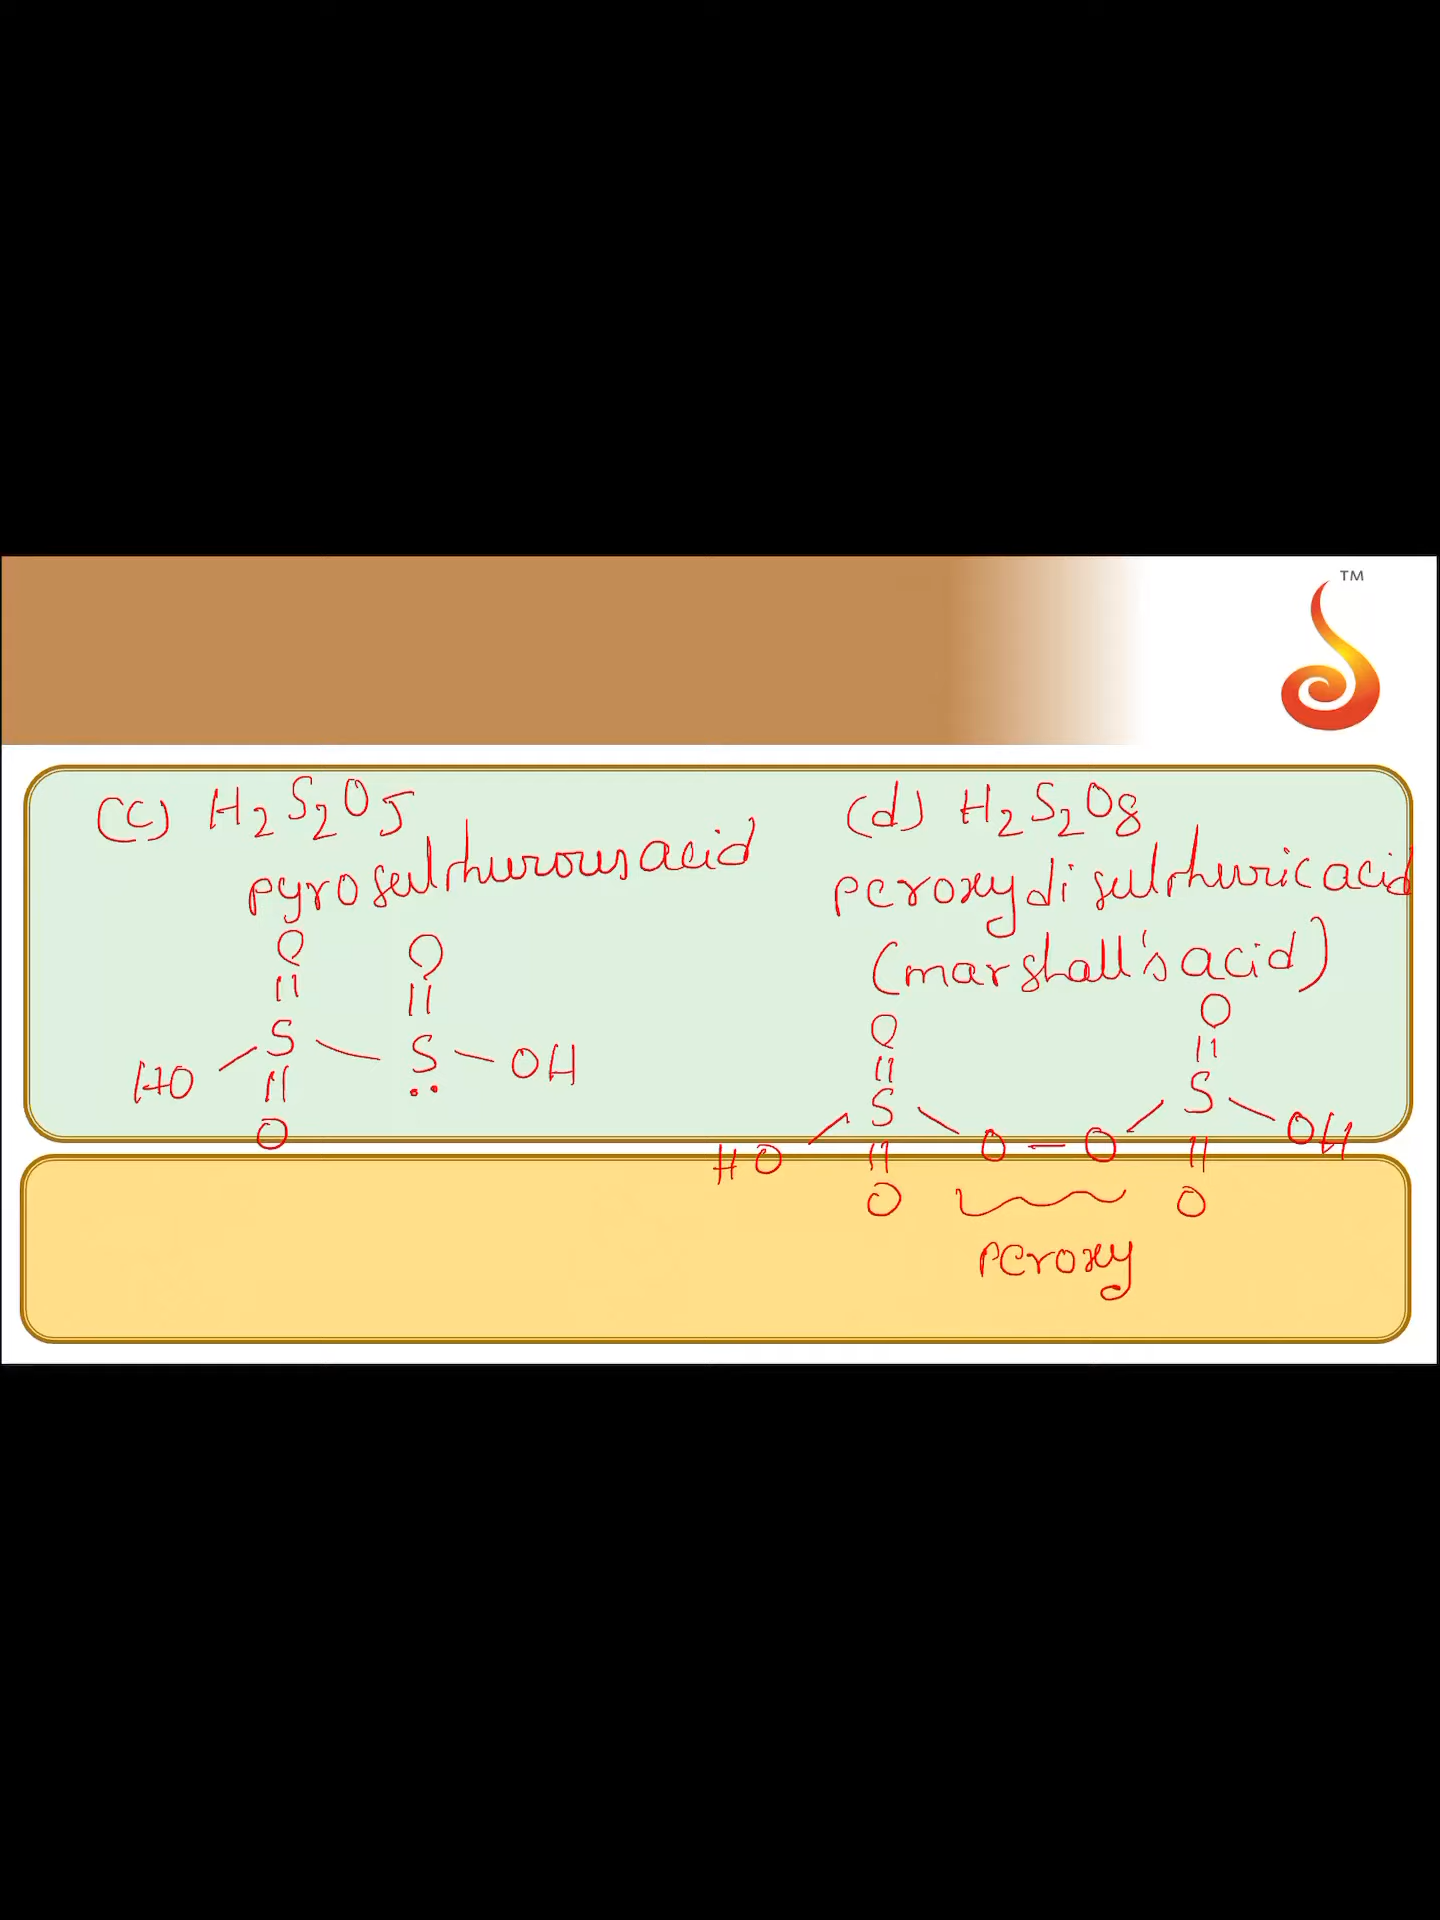 TM
(c) H2S2O5
pyrosulphurous acid
O O
|| ||
HO S S OH
||
O
(d) H2S2O8
peroxydisulphuric acid
(marshall's acid)
O O
|| ||
S S
HO O - O OH
|| ||
O O
peroxy